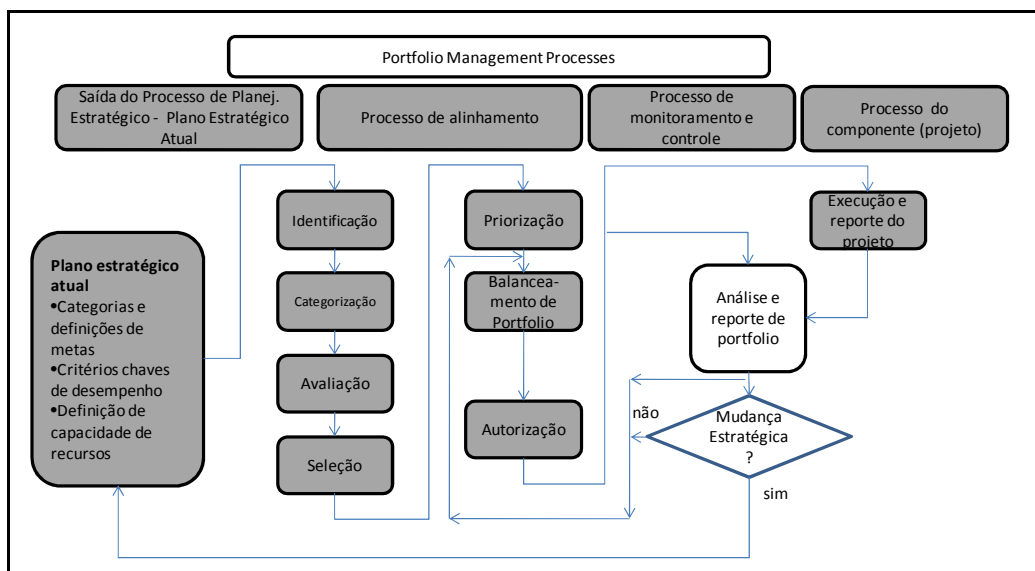 Portfolio Management Processes
Saída do Processo de Planej.
Estratégico - Plano Estratégico
Atual
Processo de alinhamento
Processo de
monitoramento e
controle
Processo do
componente (projeto)
Identificação
Categorização
Avaliação
Seleção
Priorização
Balancea-
mento de
Portfolio
Autorização
Execução e
reporte do
projeto
Plano estratégico
atual
•Categorias e
definições de
metas
•Critérios chaves
de desempenho
•Definição de
capacidade de
recursos
Análise e
reporte de
portfolio
não
Mudança
Estratégica
?
sim